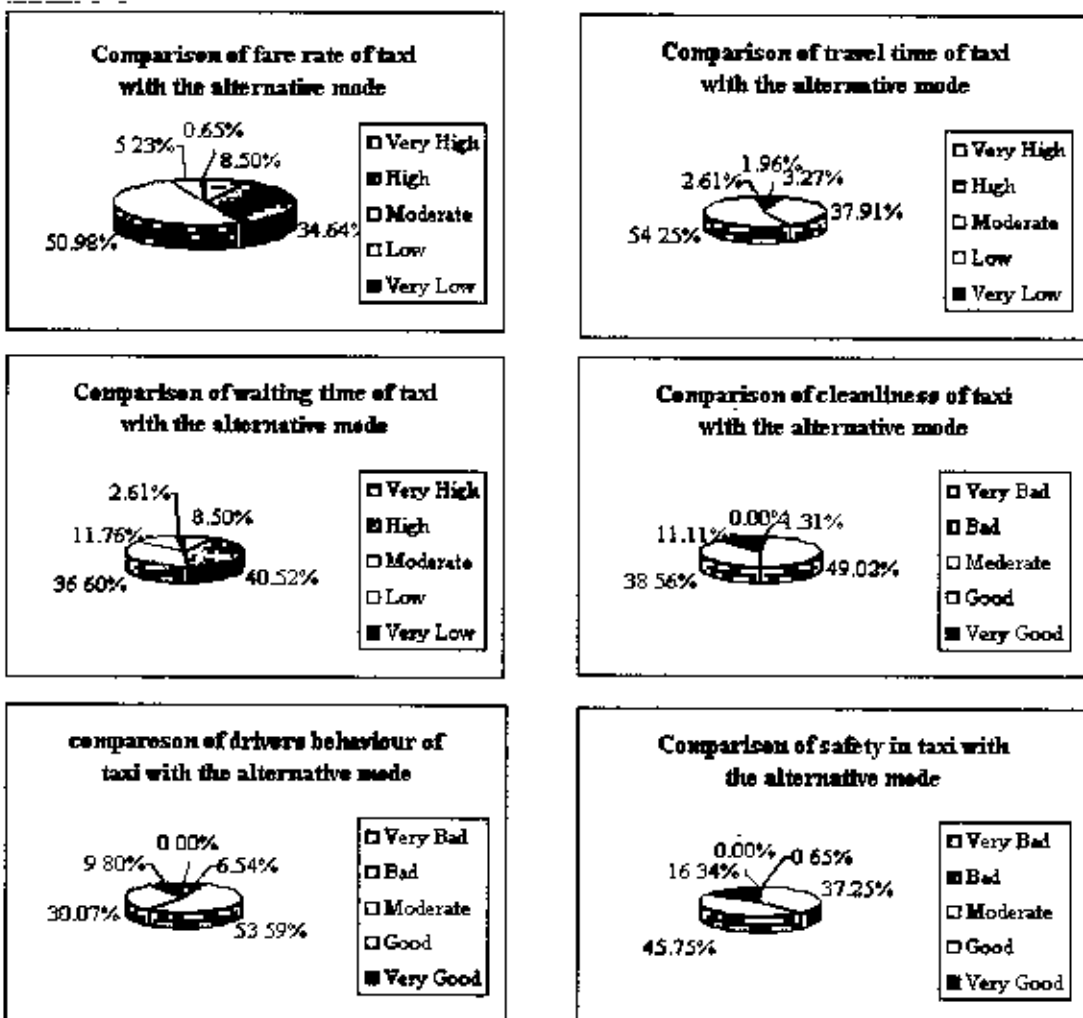 Comparison of fare rate of taxi
with the alternative mode
0.65%
5.23%
8.50%
50.98%
34.64%
Very High
High
Moderate
Low
Very Low
Comparison of travel time of taxi
with the alternative mode
1.96%
2.61%
3.27%
37.91%
54.25%
Very High
High
Moderate
Low
Very Low
Comparison of waiting time of taxi
with the alternative mode
2.61%
8.50%
11.76%
36.60%
40.52%
Very High
High
Moderate
Low
Very Low
Comparison of cleanliness of taxi
with the alternative mode
0.00%
1.31%
11.11%
38.56%
49.02%
Very Bad
Bad
Mederate
Good
Very Good
compareson of drivers behaviour of
taxi with the alternative mode
0.00%
9.80%
6.54%
30.07%
53.59%
Very Bad
Bad
Moderate
Good
Very Good
Comparison of safety in taxi with
the alternative mode
0.00%
0.65%
16.34%
37.25%
45.75%
Very Bad
Bad
Moderate
Good
Very Good